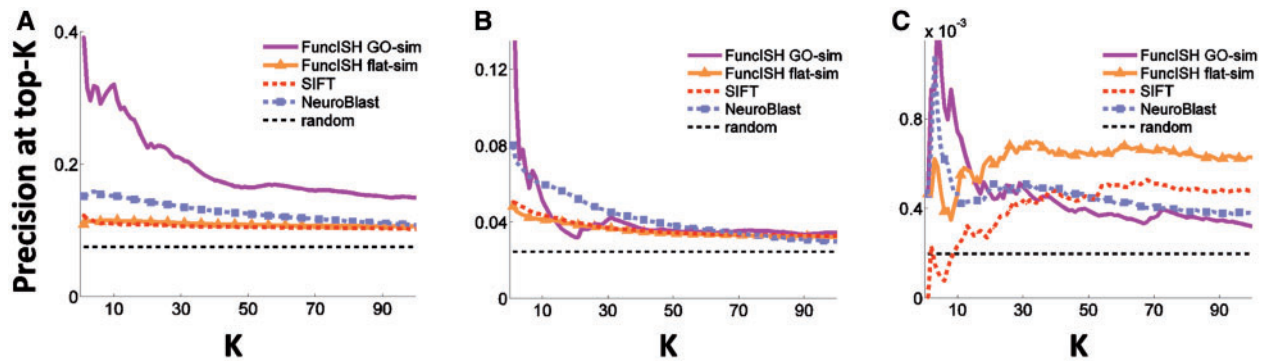 A
Precision at top-K
0.4
0.2
0
10 30 50 70 90
K
FuncISH GO-sim
FuncISH flat-sim
SIFT
NeuroBlast
random
B
0.12
0.08
0.04
0
10 30 50 70 90
K
FuncISH GO-sim
FuncISH flat-sim
SIFT
NeuroBlast
random
C
x 10⁻³
0.8
0.4
0
10 30 50 70 90
K
FuncISH GO-sim
FuncISH flat-sim
SIFT
NeuroBlast
random